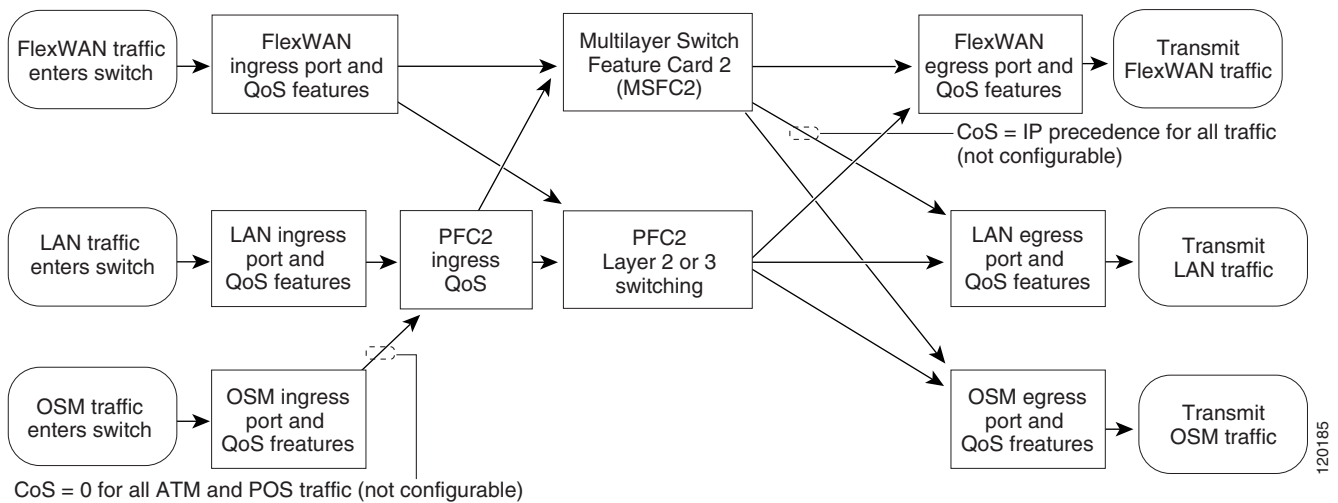 FlexWAN traffic
enters switch
FlexWAN
ingress port and
QoS features
Multilayer Switch
Feature Card 2
(MSFC2)
FlexWAN
egress port and
QoS features
Transmit
FlexWAN traffic
CoS = IP precedence for all traffic
(not configurable)
LAN traffic
enters switch
LAN ingress
port and
QoS features
PFC2
ingress
QoS
PFC2
Layer 2 or 3
switching
LAN egress
port and
QoS features
Transmit
LAN traffic
OSM traffic
enters switch
OSM ingress
port and
QoS freatures
OSM egress
port and
QoS freatures
Transmit
OSM traffic
CoS = 0 for all ATM and POS traffic (not configurable)
120185